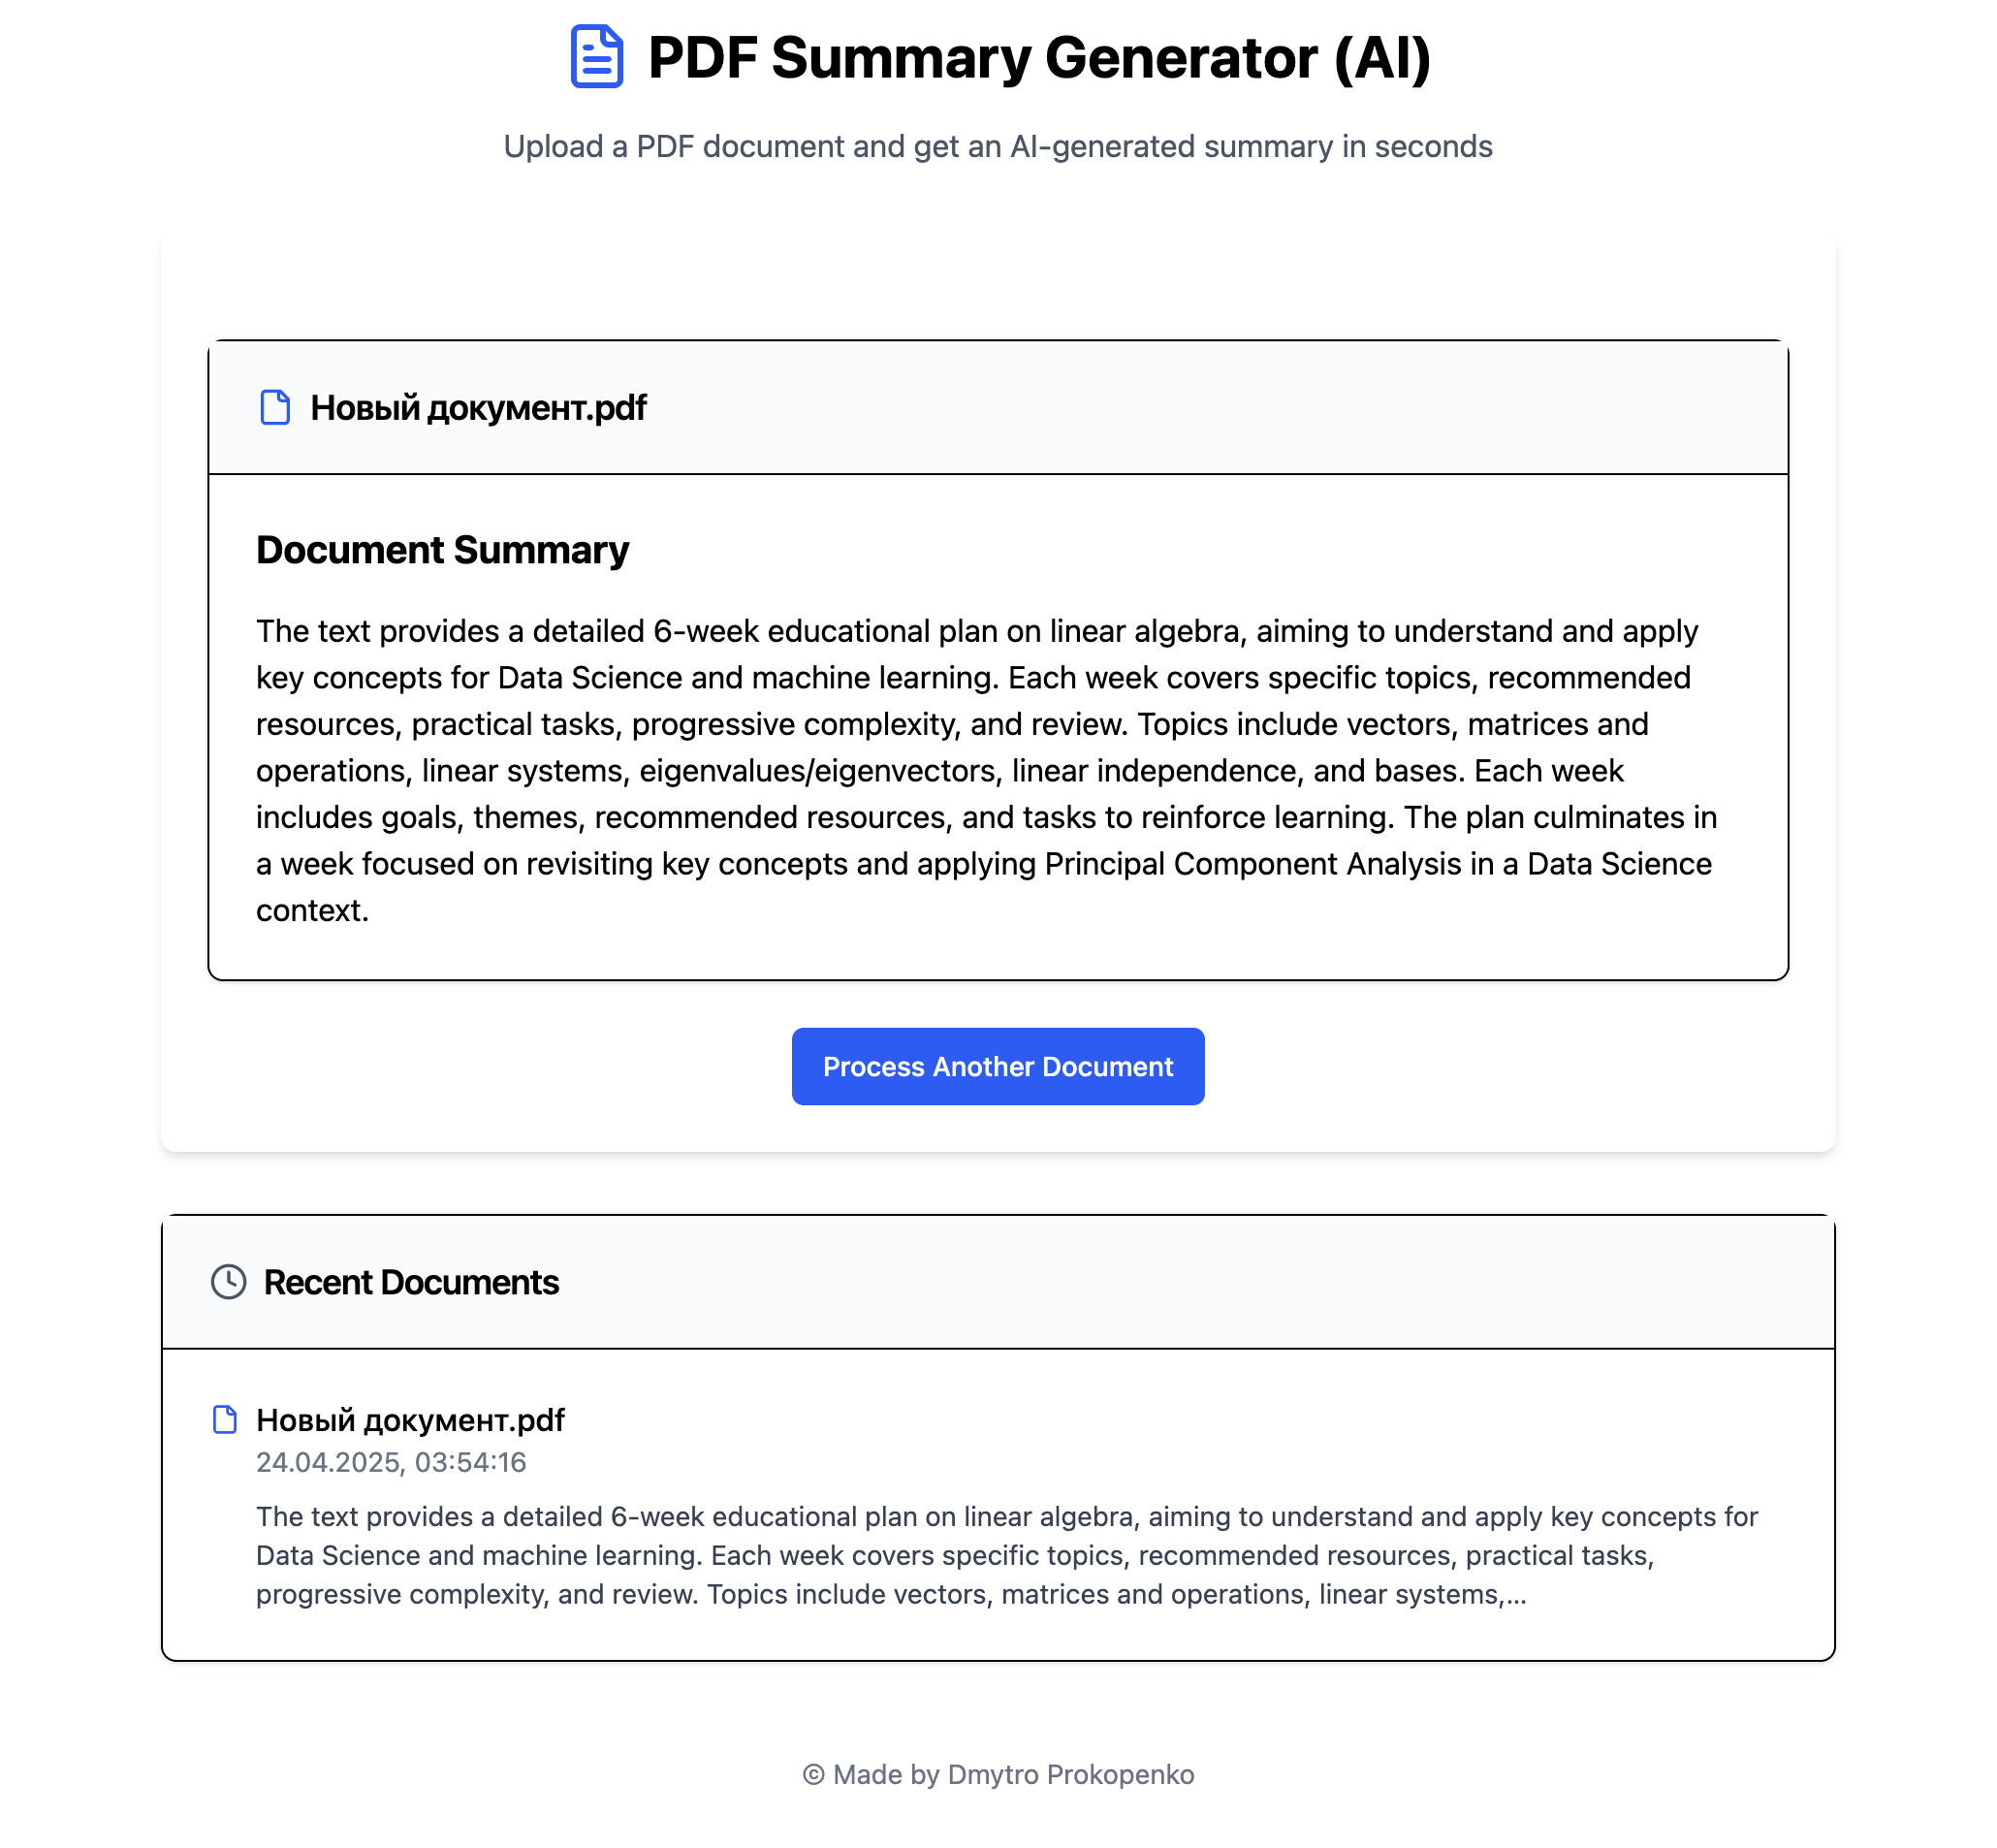 PDF Summary Generator (AI)
Upload a PDF document and get an AI-generated summary in seconds
Новый документ.pdf
Document Summary
The text provides a detailed 6-week educational plan on linear algebra, aiming to understand and apply
key concepts for Data Science and machine learning. Each week covers specific topics, recommended
resources, practical tasks, progressive complexity, and review. Topics include vectors, matrices and
operations, linear systems, eigenvalues/eigenvectors, linear independence, and bases. Each week
includes goals, themes, recommended resources, and tasks to reinforce learning. The plan culminates in
a week focused on revisiting key concepts and applying Principal Component Analysis in a Data Science
context.
Process Another Document
Recent Documents
Новый документ.pdf
24.04.2025, 03:54:16
The text provides a detailed 6-week educational plan on linear algebra, aiming to understand and apply key concepts for
Data Science and machine learning. Each week covers specific topics, recommended resources, practical tasks,
progressive complexity, and review. Topics include vectors, matrices and operations, linear systems,...
© Made by Dmytro Prokopenko